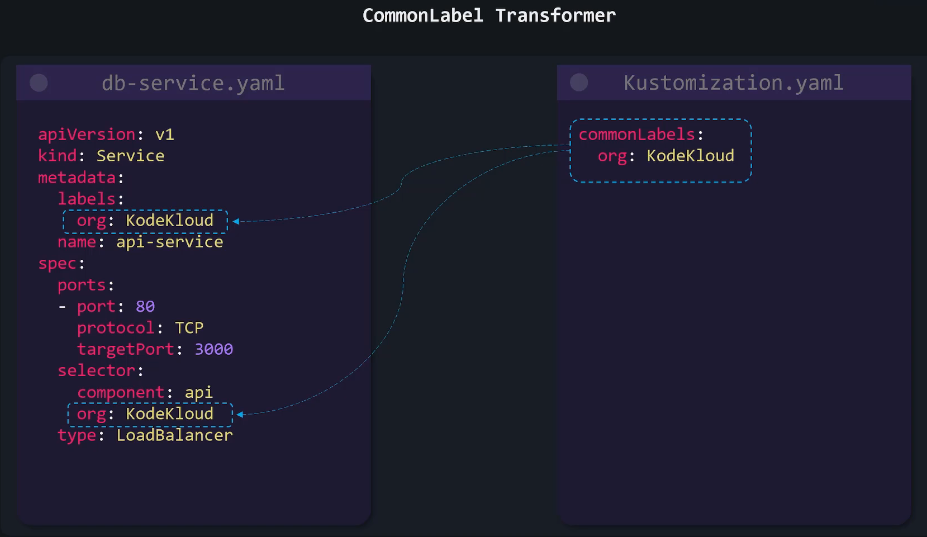 CommonLabel Transformer
db-service.yaml
apiVersion: v1
kind: Service
metadata:
  labels:
    org: KodeKloud
  name: api-service
spec:
  ports:
  - port: 80
    protocol: TCP
    targetPort: 3000
  selector:
    component: api
    org: KodeKloud
  type: LoadBalancer
Kustomization.yaml
commonLabels:
  org: KodeKloud